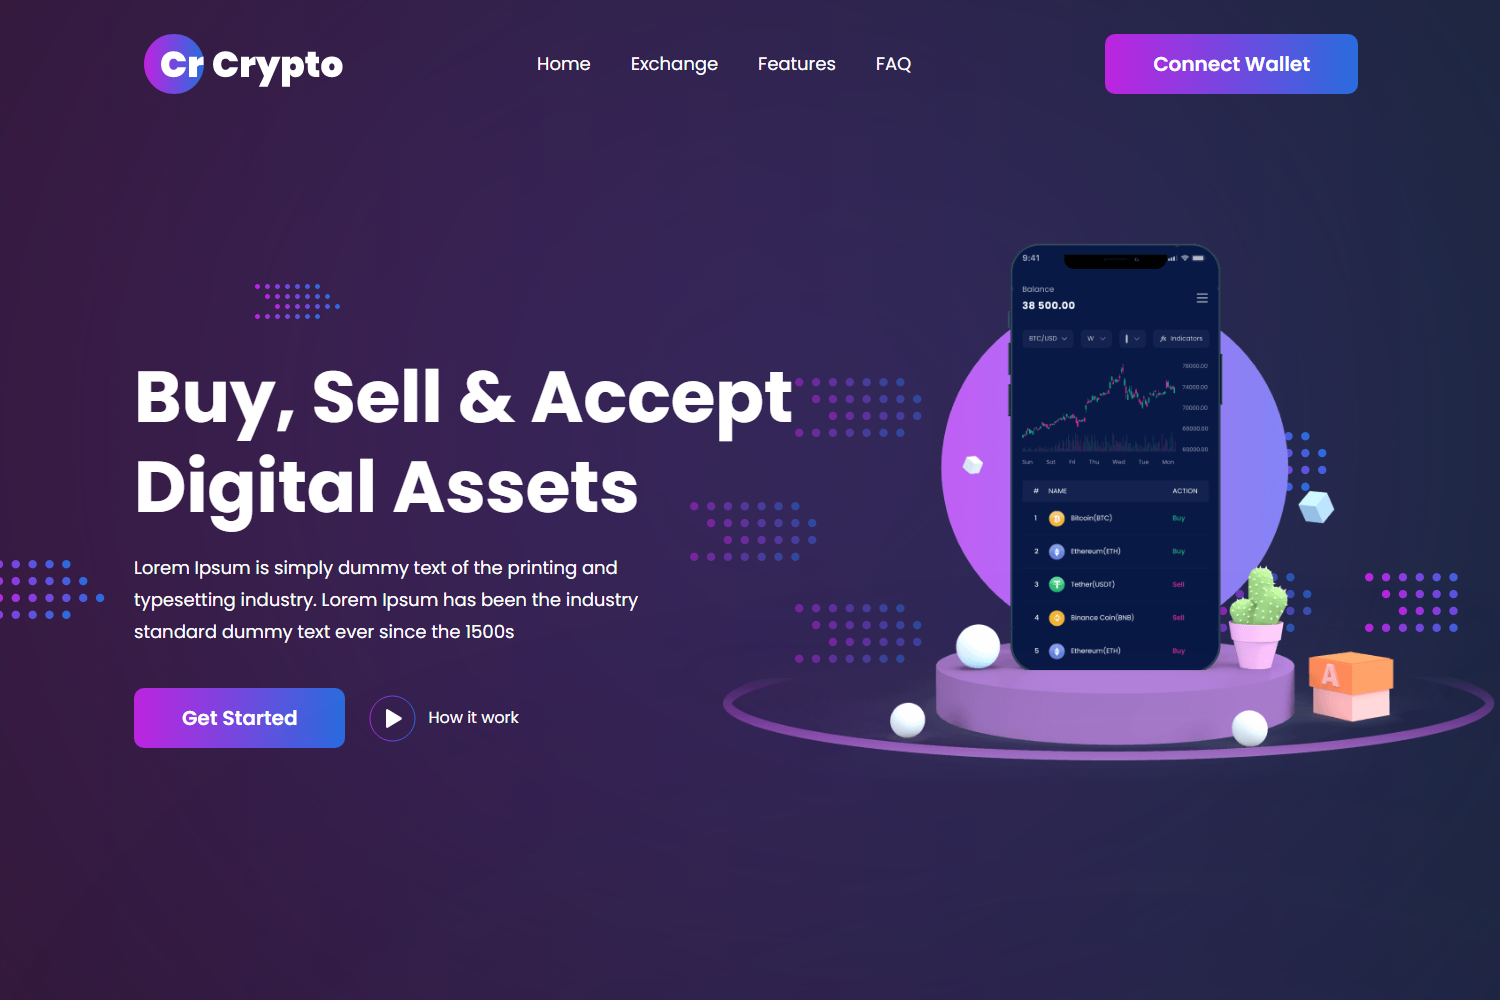 Cr Crypto
Home
Exchange
Features
FAQ
Connect Wallet
Buy, Sell & Accept
Digital Assets
Lorem Ipsum is simply dummy text of the printing and
typesetting industry. Lorem Ipsum has been the industry
standard dummy text ever since the 1500s
Get Started
How it work
9:41
Balance
38 500.00
BTC/USD
W
fx Indicators
78000.00
74000.00
70000.00
60000.00
Sun Sat Fri Thu Wed Tue Mon
# NAME ACTION
1 Bitcoin(BTC) Buy
2 Ethereum(ETH) Buy
3 Tether(USDT) Sell
4 Binance Coin(BNB) Sell
5 Ethereum(ETH) Buy
A